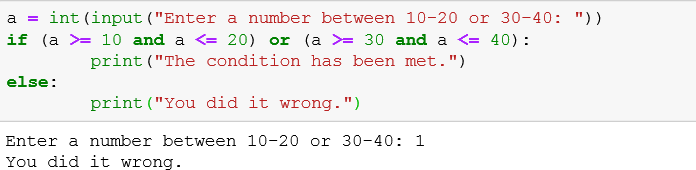 a = int(input("Enter a number between 10-20 or 30-40: "))
if (a >= 10 and a <= 20) or (a >= 30 and a <= 40):
        print("The condition has been met.")
else:
        print("You did it wrong.")
Enter a number between 10-20 or 30-40: 1
You did it wrong.